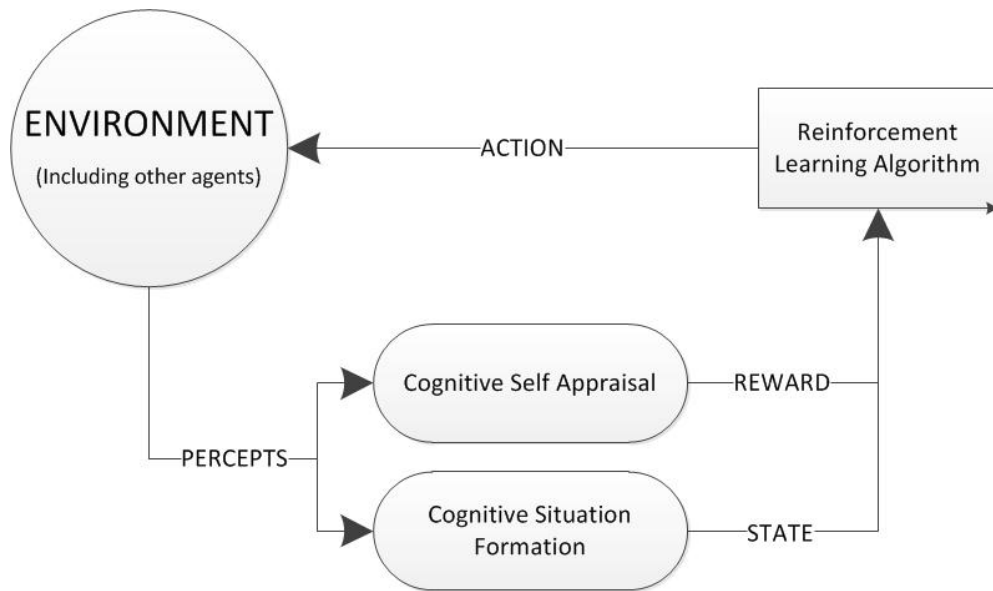 ENVIRONMENT
(Including other agents)
ACTION
Reinforcement
Learning Algorithm
Cognitive Self Appraisal
REWARD
PERCEPTS
Cognitive Situation
Formation
STATE